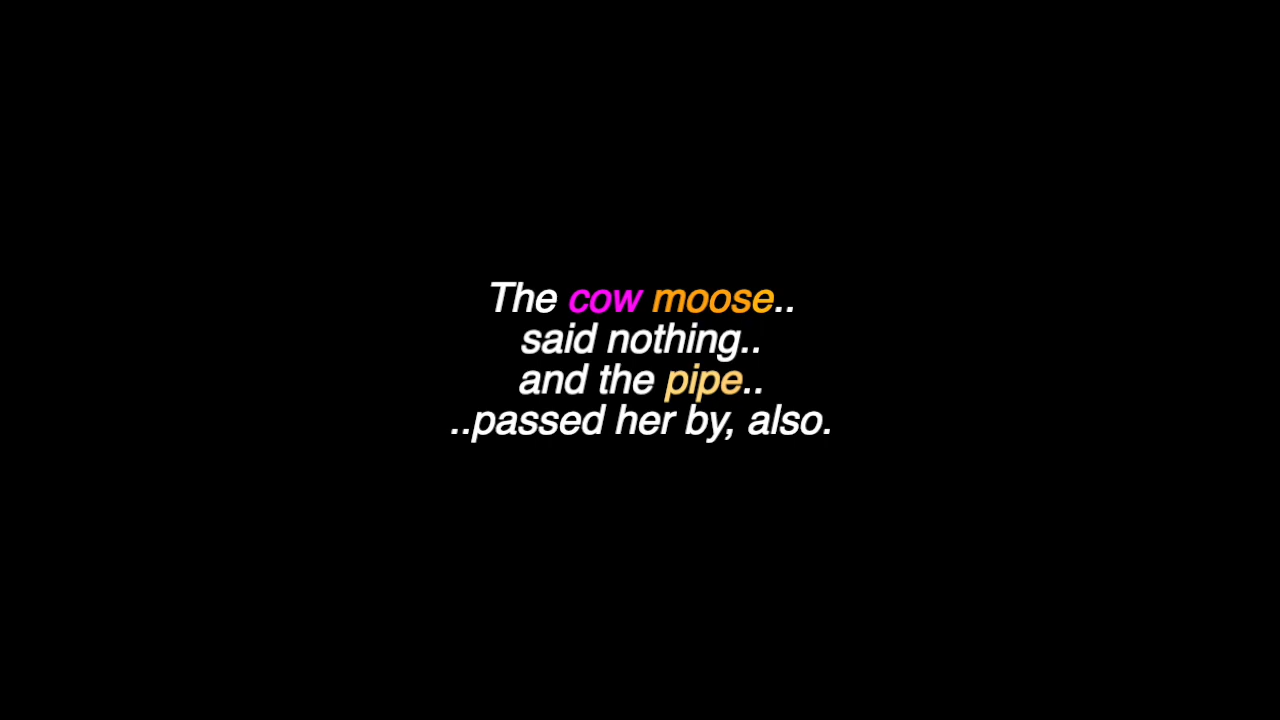 The cow moose..
said nothing..
and the pipe..
..passed her by, also.